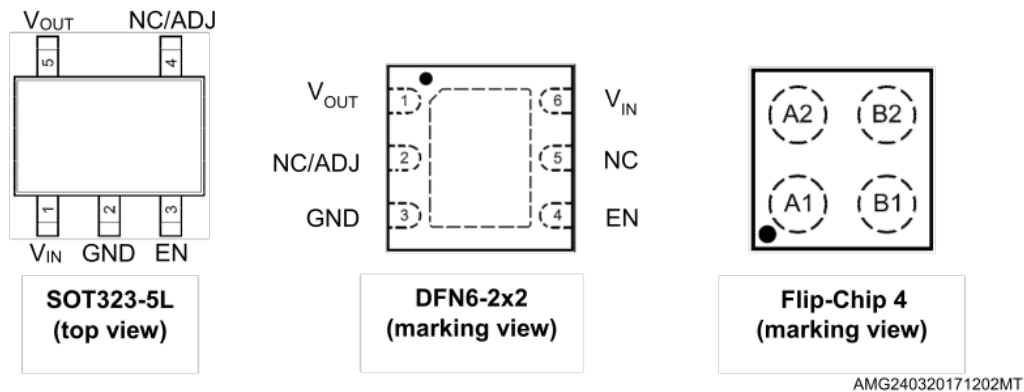 VOUT NC/ADJ
5 4
1 2 3
VIN GND EN
SOT323-5L
(top view)
VOUT 1 6 VIN
NC/ADJ 2 5 NC
GND 3 4 EN
DFN6-2x2
(marking view)
A2 B2
A1 B1
Flip-Chip 4
(marking view)
AMG240320171202MT